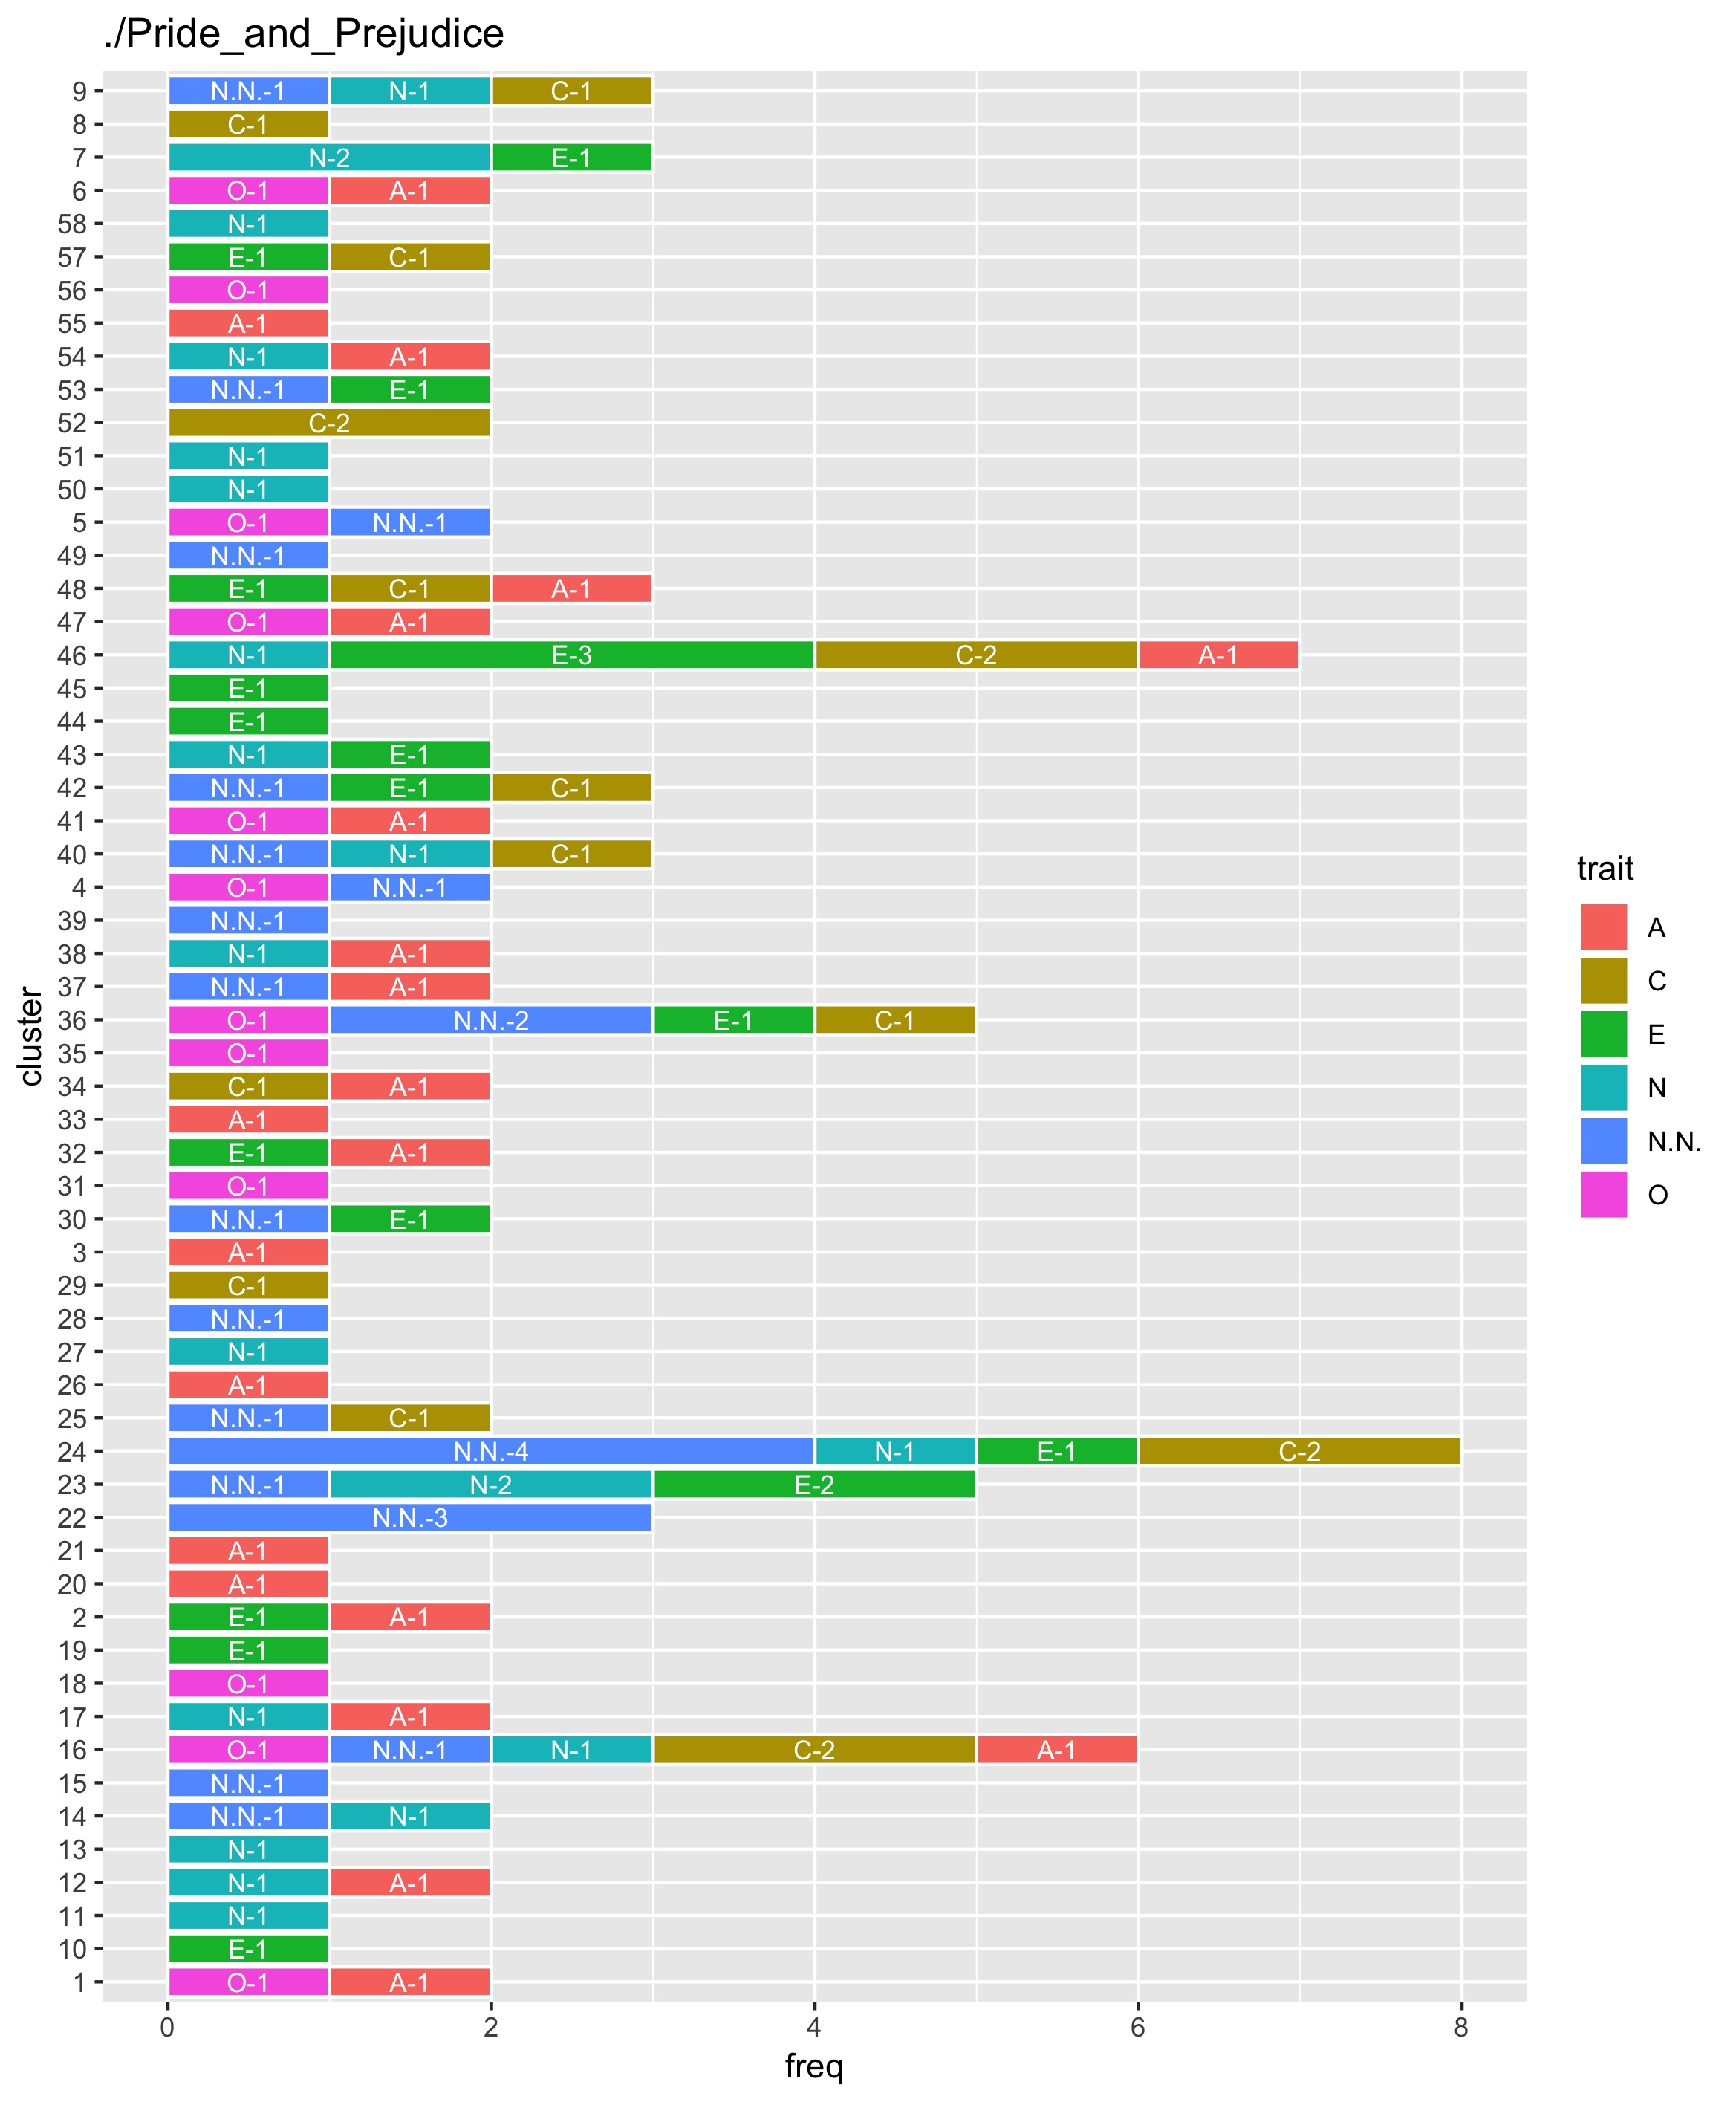 ./Pride_and_Prejudice
9 N.N.-1 N-1 C-1
8 C-1
7 N-2 E-1
6 O-1 A-1
58 N-1
57 E-1 C-1
56 O-1
55 A-1
54 N-1 A-1
53 N.N.-1 E-1
52 C-2
51 N-1
50 N-1
5 O-1 N.N.-1
49 N.N.-1
48 E-1 C-1 A-1
47 O-1 A-1
46 N-1 E-3 C-2 A-1
45 E-1
44 E-1
43 N-1 E-1
42 N.N.-1 E-1 C-1
41 O-1 A-1
40 N.N.-1 N-1 C-1
4 O-1 N.N.-1
39 N.N.-1
38 N-1 A-1
37 N.N.-1 A-1
36 O-1 N.N.-2 E-1 C-1
35 O-1
34 C-1 A-1
33 A-1
32 E-1 A-1
31 O-1
30 N.N.-1 E-1
3 A-1
29 C-1
28 N.N.-1
27 N-1
26 A-1
25 N.N.-1 C-1
24 N.N.-4 N-1 E-1 C-2
23 N.N.-1 N-2 E-2
22 N.N.-3
21 A-1
20 A-1
2 E-1 A-1
19 E-1
18 O-1
17 N-1 A-1
16 O-1 N.N.-1 N-1 C-2 A-1
15 N.N.-1
14 N.N.-1 N-1
13 N-1
12 N-1 A-1
11 N-1
10 E-1
1 O-1 A-1
0 2 4 6 8
freq
cluster
trait
A
C
E
N
N.N.
O